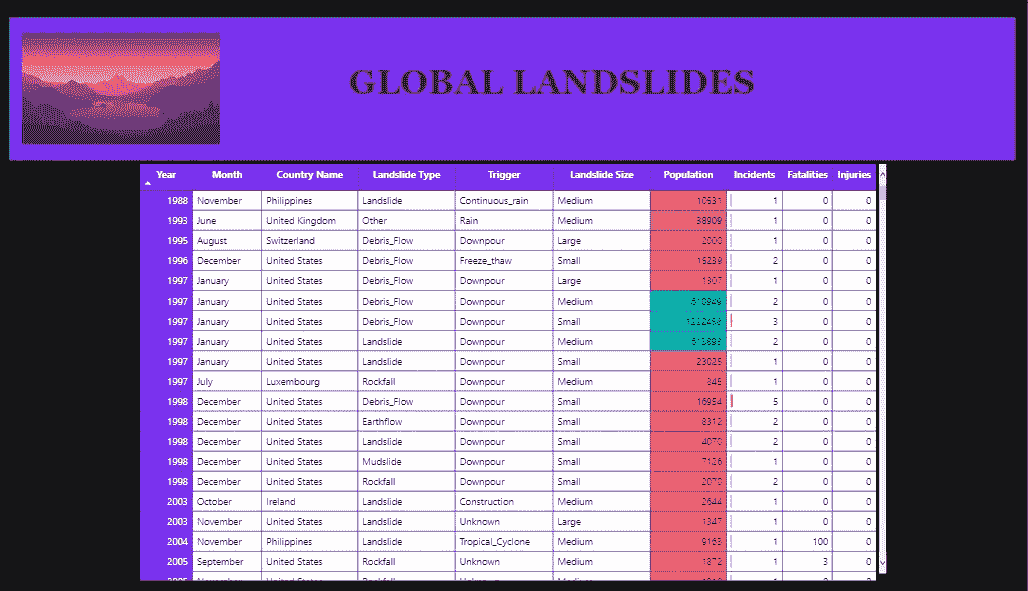 GLOBAL LANDSLIDES
Year Month Country Name Landslide Type Trigger Landslide Size Population Incidents Fatalities Injuries
1988 November Philippines Landslide Continuous_rain Medium 1 0 0
1993 June United Kingdom Other Rain Medium 38909 1 0 0
1995 August Switzerland Debris_Flow Downpour Large 2000 1 0 0
1996 December United States Debris_Flow Freeze_thaw Small 15239 2 0 0
1997 January United States Debris_Flow Downpour Large 1 0 0
1997 January United States Debris_Flow Downpour Medium 2 0 0
1997 January United States Debris_Flow Downpour Small 3 0 0
1997 January United States Landslide Downpour Medium 2 0 0
1997 January United States Landslide Downpour Small 23025 1 0 0
1997 July Luxembourg Rockfall Downpour Medium 845 1 0 0
1998 December United States Debris_Flow Downpour Small 16954 5 0 0
1998 December United States Earthflow Downpour Small 8312 2 0 0
1998 December United States Landslide Downpour Small 4070 2 0 0
1998 December United States Mudslide Downpour Small 7126 1 0 0
1998 December United States Rockfall Downpour Small 2 0 0
2003 October Ireland Landslide Construction Medium 2644 1 0 0
2003 November United States Landslide Unknown Large 1347 1 0 0
2004 November Philippines Landslide Tropical_Cyclone Medium 9163 1 100 0
2005 September United States Rockfall Unknown Medium 1872 1 3 0